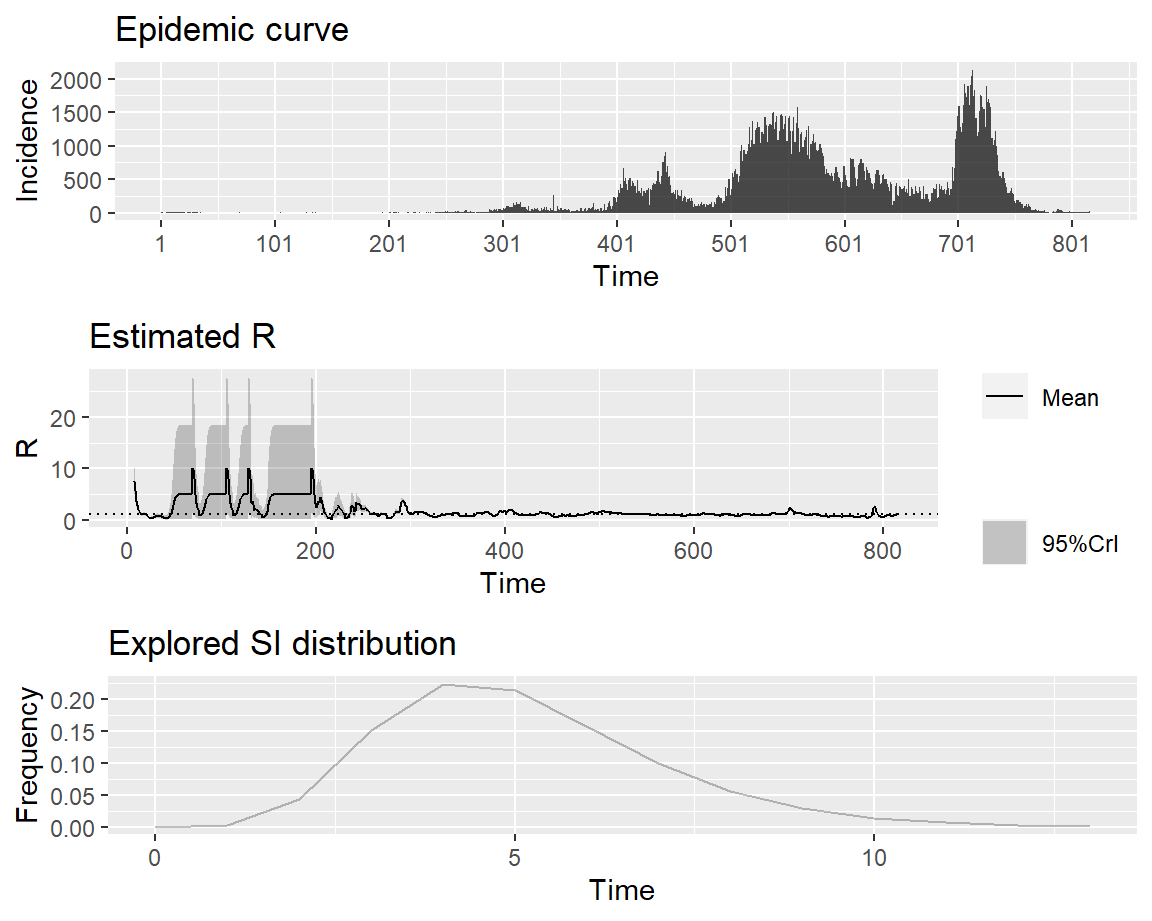 Epidemic curve
Incidence
2000
1500
1000
500
0
1 101 201 301 401 501 601 701 801
Time
Estimated R
R
20
10
0
0 200 400 600 800
Time
Mean
95%CrI
Explored SI distribution
Frequency
0.20
0.15
0.10
0.05
0.00
0 5 10
Time